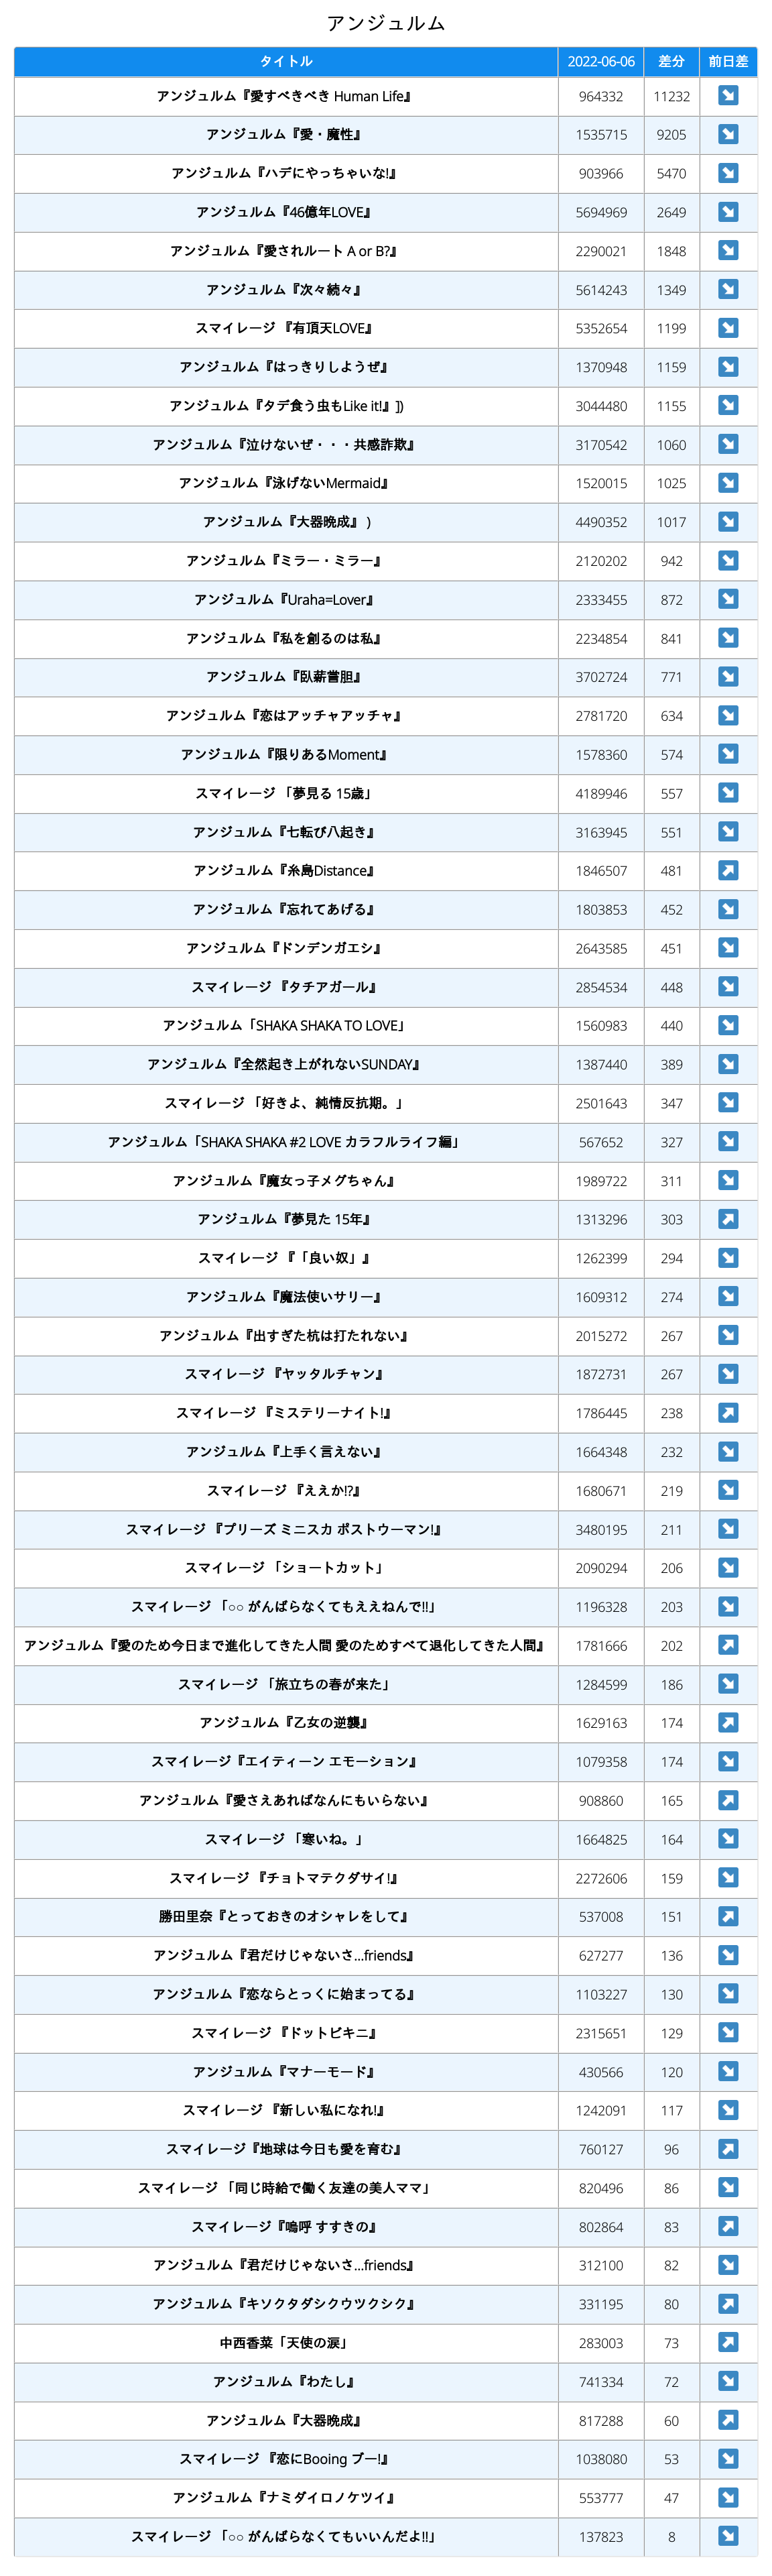 アンジュルム
タイトル 2022-06-06 差分 前日差
アンジュルム『愛すべきべき Human Life』 964332 11232 ↘
アンジュルム『愛・魔性』 1535715 9205 ↘
アンジュルム『ハデにやっちゃいな!』 903966 5470 ↘
アンジュルム『46億年LOVE』 5694969 2649 ↘
アンジュルム『愛されルート A or B?』 2290021 1848 ↘
アンジュルム『次々続々』 5614243 1349 ↘
スマイレージ 『有頂天LOVE』 5352654 1199 ↘
アンジュルム『はっきりしようぜ』 1370948 1159 ↘
アンジュルム『タデ食う虫もLike it!』]) 3044480 1155 ↘
アンジュルム『泣けないぜ・・・共感詐欺』 3170542 1060 ↘
アンジュルム『泳げないMermaid』 1520015 1025 ↘
アンジュルム『大器晩成』 ) 4490352 1017 ↘
アンジュルム『ミラー・ミラー』 2120202 942 ↘
アンジュルム『Uraha=Lover』 2333455 872 ↘
アンジュルム『私を創るのは私』 2234854 841 ↘
アンジュルム『臥薪嘗胆』 3702724 771 ↘
アンジュルム『恋はアッチャアッチャ』 2781720 634 ↘
アンジュルム『限りあるMoment』 1578360 574 ↘
スマイレージ 「夢見る 15歳」 4189946 557 ↘
アンジュルム『七転び八起き』 3163945 551 ↘
アンジュルム『糸島Distance』 1846507 481 ↗
アンジュルム『忘れてあげる』 1803853 452 ↘
アンジュルム『ドンデンガエシ』 2643585 451 ↘
スマイレージ 『タチアガール』 2854534 448 ↘
アンジュルム「SHAKA SHAKA TO LOVE」 1560983 440 ↘
アンジュルム『全然起き上がれないSUNDAY』 1387440 389 ↘
スマイレージ 「好きよ、純情反抗期。」 2501643 347 ↘
アンジュルム「SHAKA SHAKA #2 LOVE カラフルライフ編」 567652 327 ↘
アンジュルム『魔女っ子メグちゃん』 1989722 311 ↘
アンジュルム『夢見た 15年』 1313296 303 ↗
スマイレージ 『「良い奴」』 1262399 294 ↘
アンジュルム『魔法使いサリー』 1609312 274 ↘
アンジュルム『出すぎた杭は打たれない』 2015272 267 ↘
スマイレージ 『ヤッタルチャン』 1872731 267 ↘
スマイレージ 『ミステリーナイト!』 1786445 238 ↗
アンジュルム『上手く言えない』 1664348 232 ↘
スマイレージ 『ええか!?』 1680671 219 ↘
スマイレージ 『プリーズ ミニスカ ポストウーマン!』 3480195 211 ↘
スマイレージ 「ショートカット」 2090294 206 ↘
スマイレージ 「○○ がんばらなくてもええねんで!!」 1196328 203 ↘
アンジュルム『愛のため今日まで進化してきた人間 愛のためすべて退化してきた人間』 1781666 202 ↗
スマイレージ 「旅立ちの春が来た」 1284599 186 ↘
アンジュルム『乙女の逆襲』 1629163 174 ↗
スマイレージ『エイティーン エモーション』 1079358 174 ↘
アンジュルム『愛さえあればなんにもいらない』 908860 165 ↗
スマイレージ 「寒いね。」 1664825 164 ↘
スマイレージ 『チョトマテクダサイ!』 2272606 159 ↘
勝田里奈『とっておきのオシャレをして』 537008 151 ↗
アンジュルム『君だけじゃないさ...friends』 627277 136 ↘
アンジュルム『恋ならとっくに始まってる』 1103227 130 ↘
スマイレージ 『ドットビキニ』 2315651 129 ↘
アンジュルム『マナーモード』 430566 120 ↘
スマイレージ 『新しい私になれ!』 1242091 117 ↘
スマイレージ『地球は今日も愛を育む』 760127 96 ↗
スマイレージ 「同じ時給で働く友達の美人ママ」 820496 86 ↘
スマイレージ『嗚呼 すすきの』 802864 83 ↗
アンジュルム『君だけじゃないさ...friends』 312100 82 ↘
アンジュルム『キソクタダシクウツクシク』 331195 80 ↗
中西香菜「天使の涙」 283003 73 ↗
アンジュルム『わたし』 741334 72 ↘
アンジュルム『大器晩成』 817288 60 ↗
スマイレージ 『恋にBooing ブー!』 1038080 53 ↘
アンジュルム『ナミダイロノケツイ』 553777 47 ↘
スマイレージ 「○○ がんばらなくてもいいんだよ!!」 137823 8 ↘